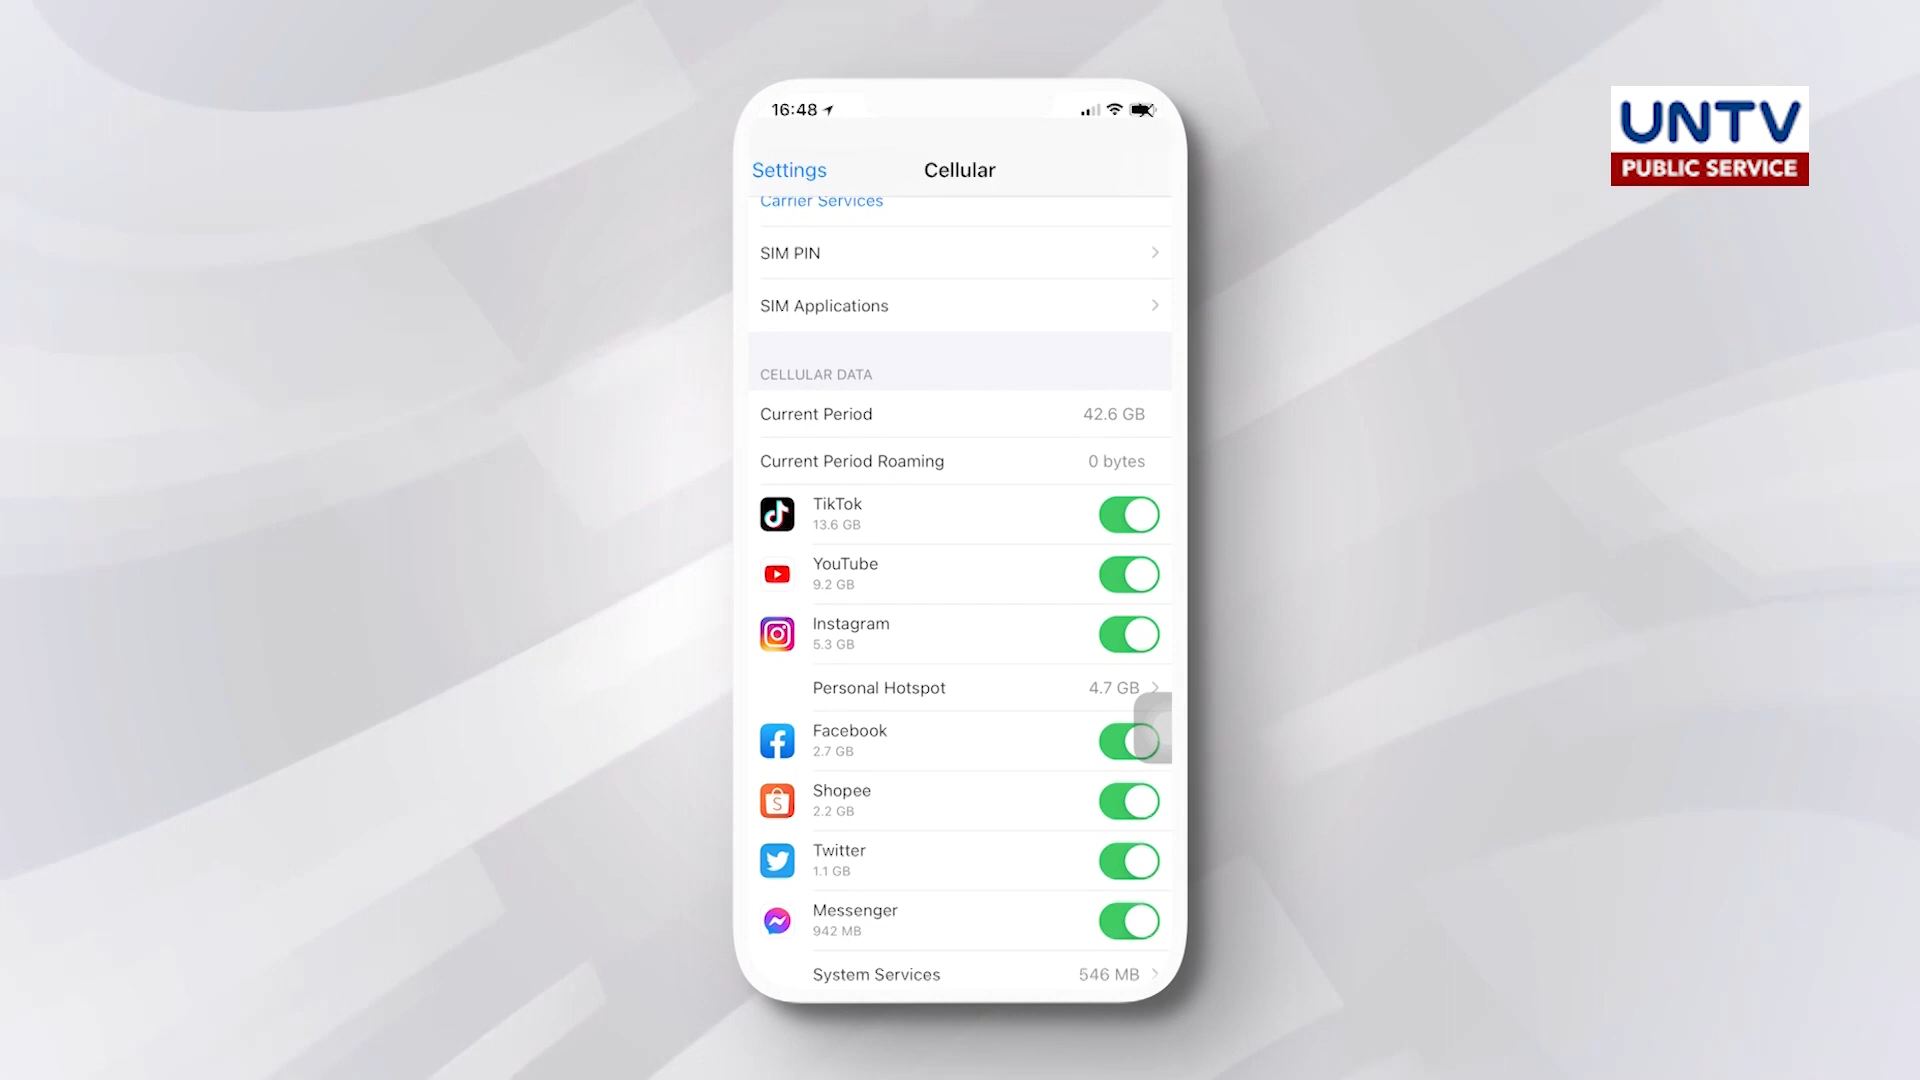 16:48
UNTV
PUBLIC SERVICE
Settings
Cellular
Carrier Services
SIM PIN
SIM Applications
CELLULAR DATA
Current Period 42.6 GB
Current Period Roaming 0 bytes
TikTok
13.6 GB
YouTube
9.2 GB
Instagram
5.3 GB
Personal Hotspot 4.7 GB
Facebook
2.7 GB
Shopee
2.2 GB
Twitter
1.1 GB
Messenger
942 MB
System Services 546 MB